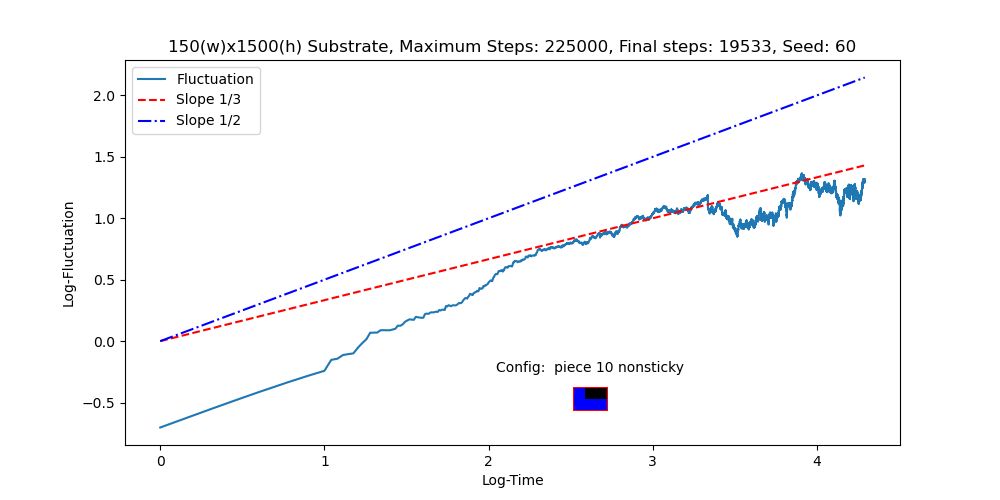 150(w)x1500(h) Substrate, Maximum Steps: 225000, Final steps: 19533, Seed: 60
Fluctuation
Slope 1/3
Slope 1/2
2.0
1.5
1.0
0.5
0.0
−0.5
Log-Fluctuation
Config:  piece 10 nonsticky
0
1
2
3
4
Log-Time